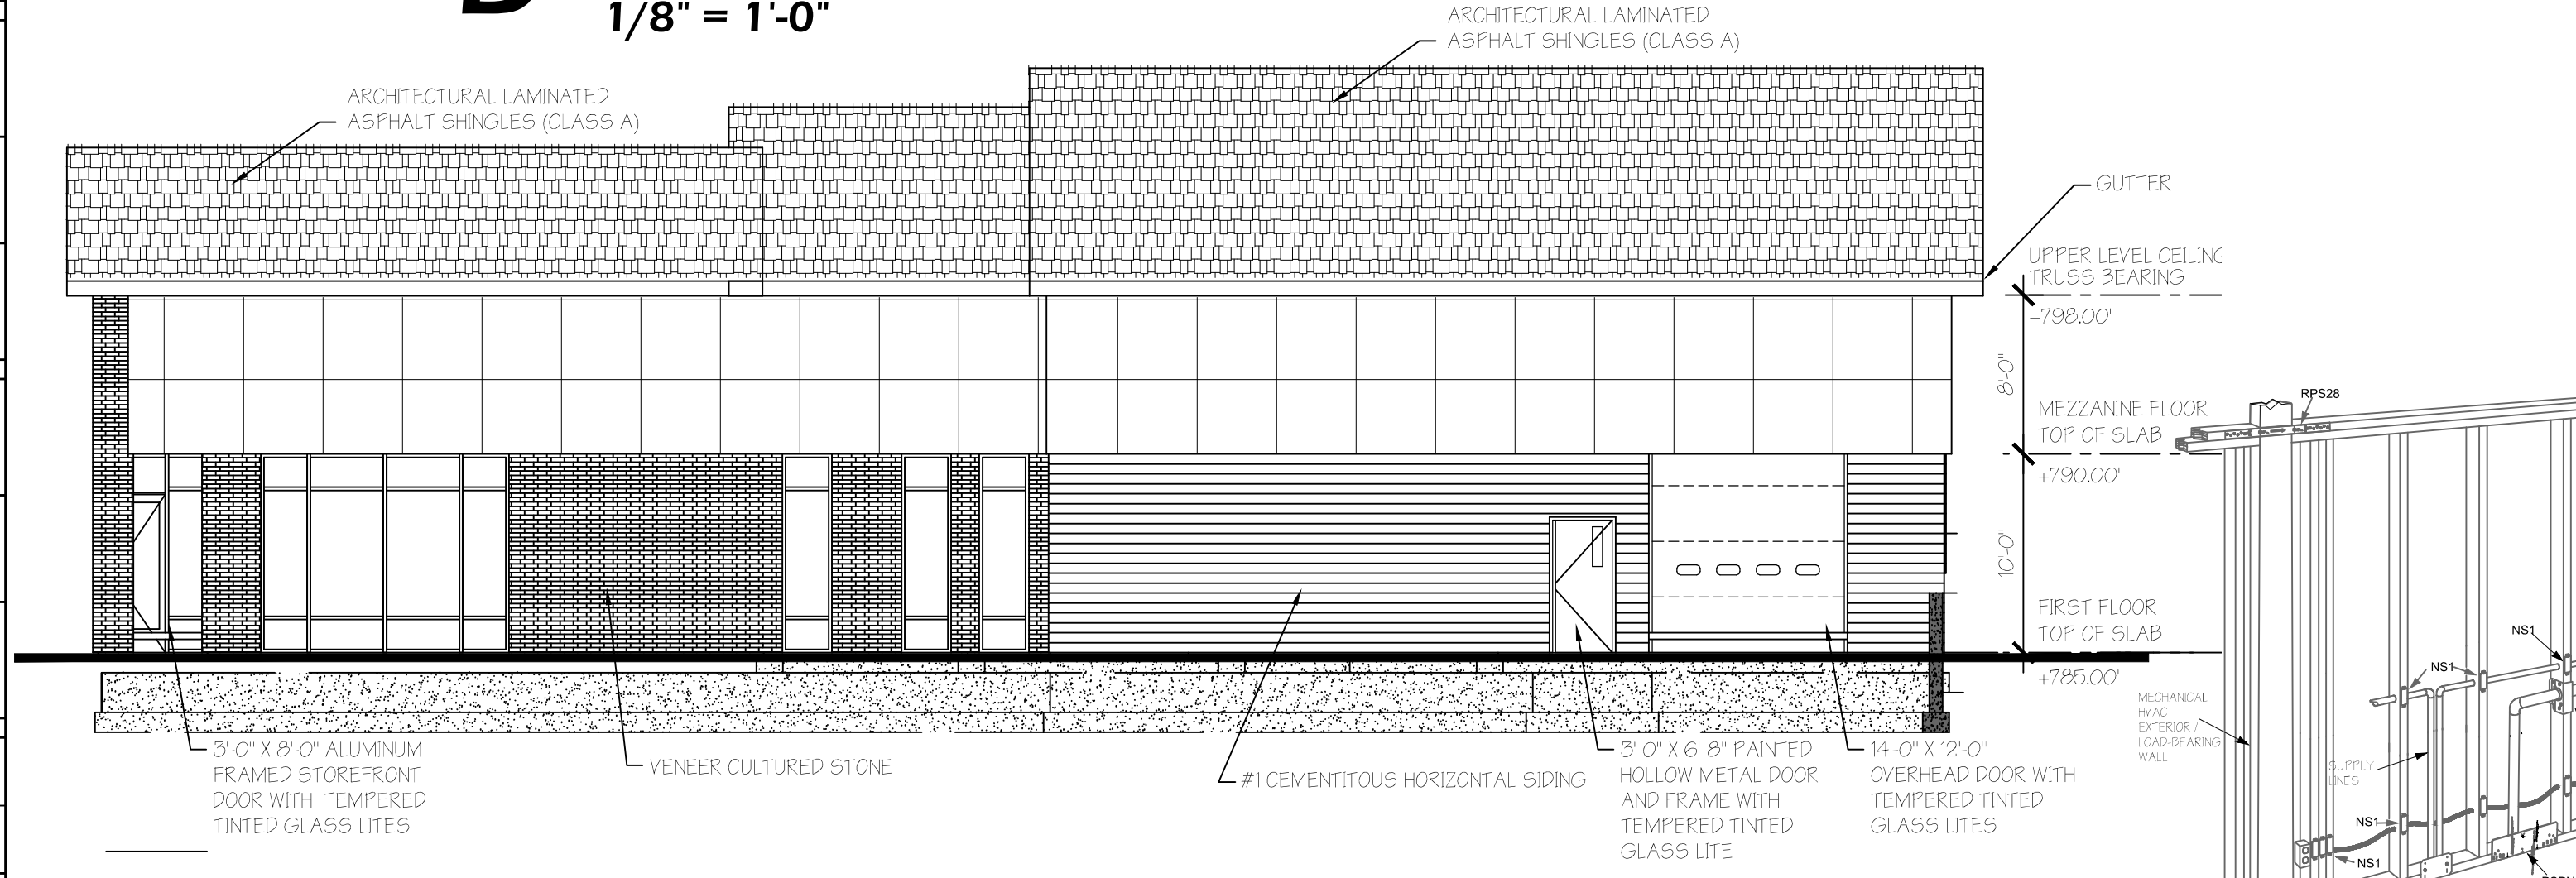 1/8" = 1'-0"
ARCHITECTURAL LAMINATED
ASPHALT SHINGLES (CLASS A)
ARCHITECTURAL LAMINATED
ASPHALT SHINGLES (CLASS A)
GUTTER
UPPER LEVEL CEILING
TRUSS BEARING
+798.00'
8'-0"
MEZZANINE FLOOR
TOP OF SLAB
+790.00'
10'-0"
FIRST FLOOR
TOP OF SLAB
+785.00'
3'-0" X 8'-0" ALUMINUM
FRAMED STOREFRONT
DOOR WITH TEMPERED
TINTED GLASS LITES
VENEER CULTURED STONE
#1 CEMENTITOUS HORIZONTAL SIDING
3'-0" X 6'-8" PAINTED
HOLLOW METAL DOOR
AND FRAME WITH
TEMPERED TINTED
GLASS LITE
14'-0" X 12'-0"
OVERHEAD DOOR WITH
TEMPERED TINTED
GLASS LITES
RPS28
NS1
NS1
MECHANICAL
HVAC
EXTERIOR /
LOAD-BEARING
WALL
SUPPLY
LINES
NS1
NS1